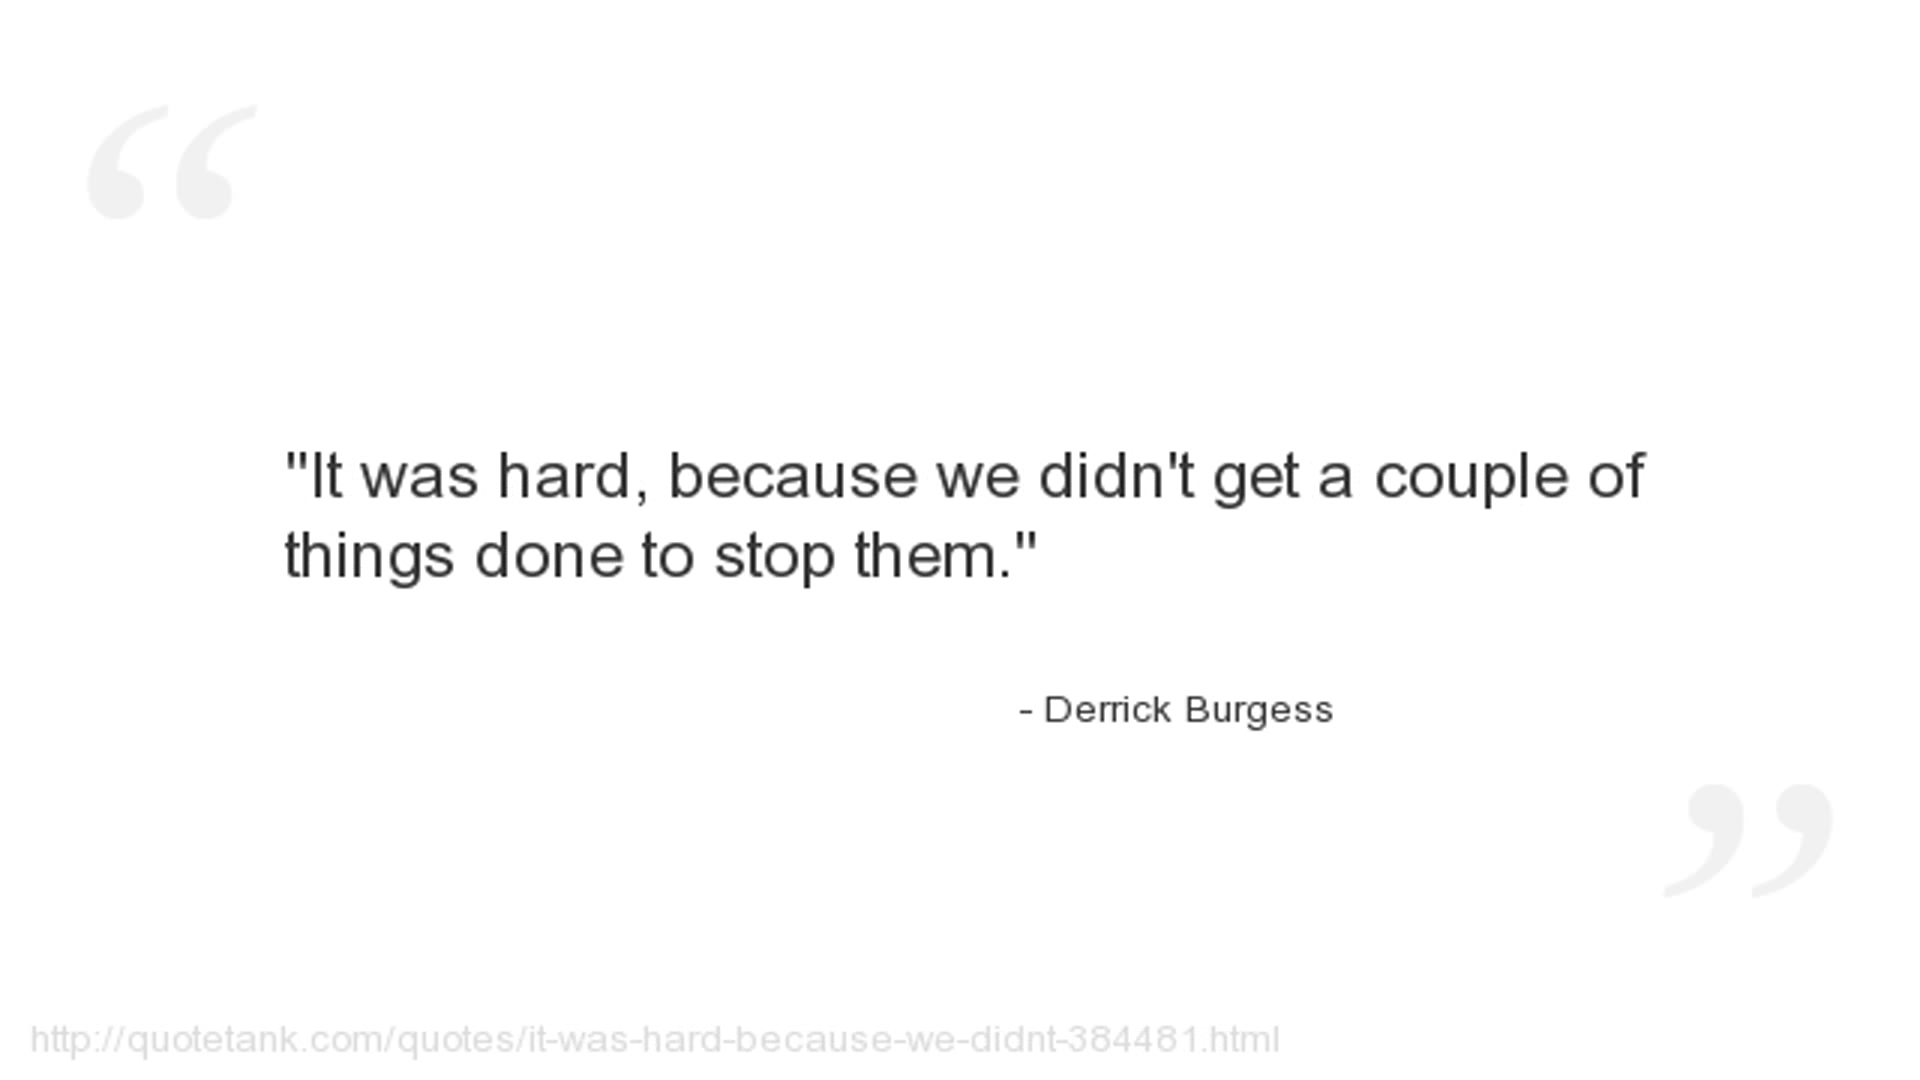 "It was hard, because we didn't get a couple of
things done to stop them."
- Derrick Burgess
http://quotetank.com/quotes/it-was-hard-because-we-didnt-384481.html